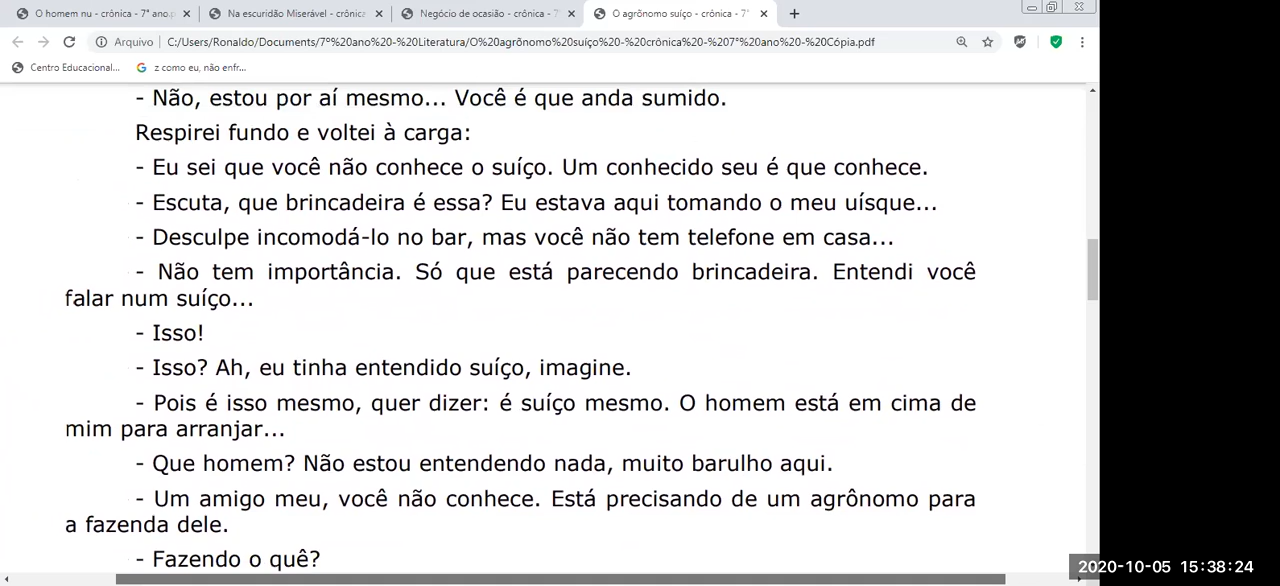 O homem nu - crônica - 7° ano.p
Na escuridão Miserável - crônica
Negócio de ocasião - crônica - 7°
O agrônomo suíço - crônica - 7°
Arquivo | C:/Users/Ronaldo/Documents/7º%20ano%20-%20Literatura/O%20agrônomo%20suíço%20-%20crônica%20-%207°%20ano%20-%20Cópia.pdf
Centro Educacional... z como eu, não enfr...
- Não, estou por aí mesmo... Você é que anda sumido.
Respirei fundo e voltei à carga:
- Eu sei que você não conhece o suíço. Um conhecido seu é que conhece.
- Escuta, que brincadeira é essa? Eu estava aqui tomando o meu uísque...
- Desculpe incomodá-lo no bar, mas você não tem telefone em casa...
- Não tem importância. Só que está parecendo brincadeira. Entendi você
falar num suíço...
- Isso!
- Isso? Ah, eu tinha entendido suíço, imagine.
- Pois é isso mesmo, quer dizer: é suíço mesmo. O homem está em cima de
mim para arranjar...
- Que homem? Não estou entendendo nada, muito barulho aqui.
- Um amigo meu, você não conhece. Está precisando de um agrônomo para
a fazenda dele.
- Fazendo o quê?
2020-10-05 15:38:24